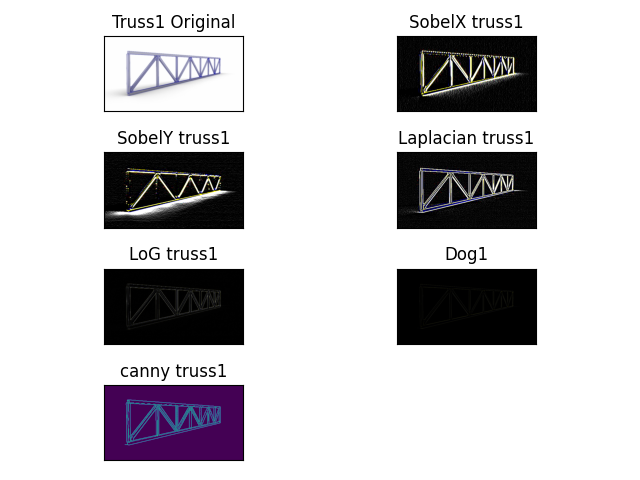 Truss1 Original
SobelX truss1
SobelY truss1
Laplacian truss1
LoG truss1
Dog1
canny truss1